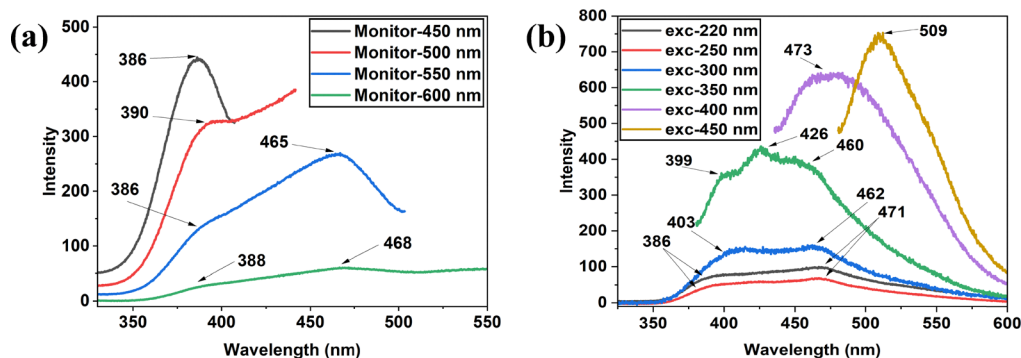 (a)
500
400
300
200
100
0
Intensity
350
400
450
500
550
Wavelength (nm)
Monitor-450 nm
Monitor-500 nm
Monitor-550 nm
Monitor-600 nm
386
390
465
386
388
468
(b)
800
700
600
500
400
300
200
100
0
Intensity
350
400
450
500
550
600
Wavelength (nm)
exc-220 nm
exc-250 nm
exc-300 nm
exc-350 nm
exc-400 nm
exc-450 nm
473
509
426
399
460
462
403
471
386